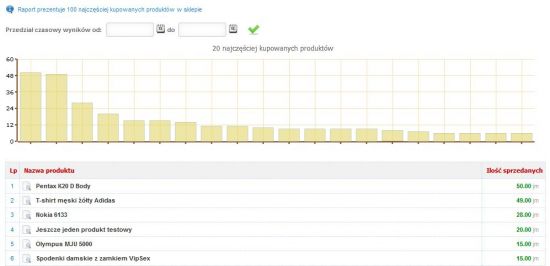 Raport prezentuje 100 najczęściej kupowanych produktów w sklepie
Przedział czasowy wyników od: do
20 najczęściej kupowanych produktów
60
48
36
24
12
0
Lp Nazwa produktu Ilość sprzedanych
1 Pentax K20 D Body 50.00 jm
2 T-shirt męski żółty Adidas 49.00 jm
3 Nokia 6133 28.00 jm
4 Jeszcze jeden produkt testowy 20.00 jm
5 Olympus MJU 5000 15.00 jm
6 Spodenki damskie z zamkiem VipSex 15.00 jm